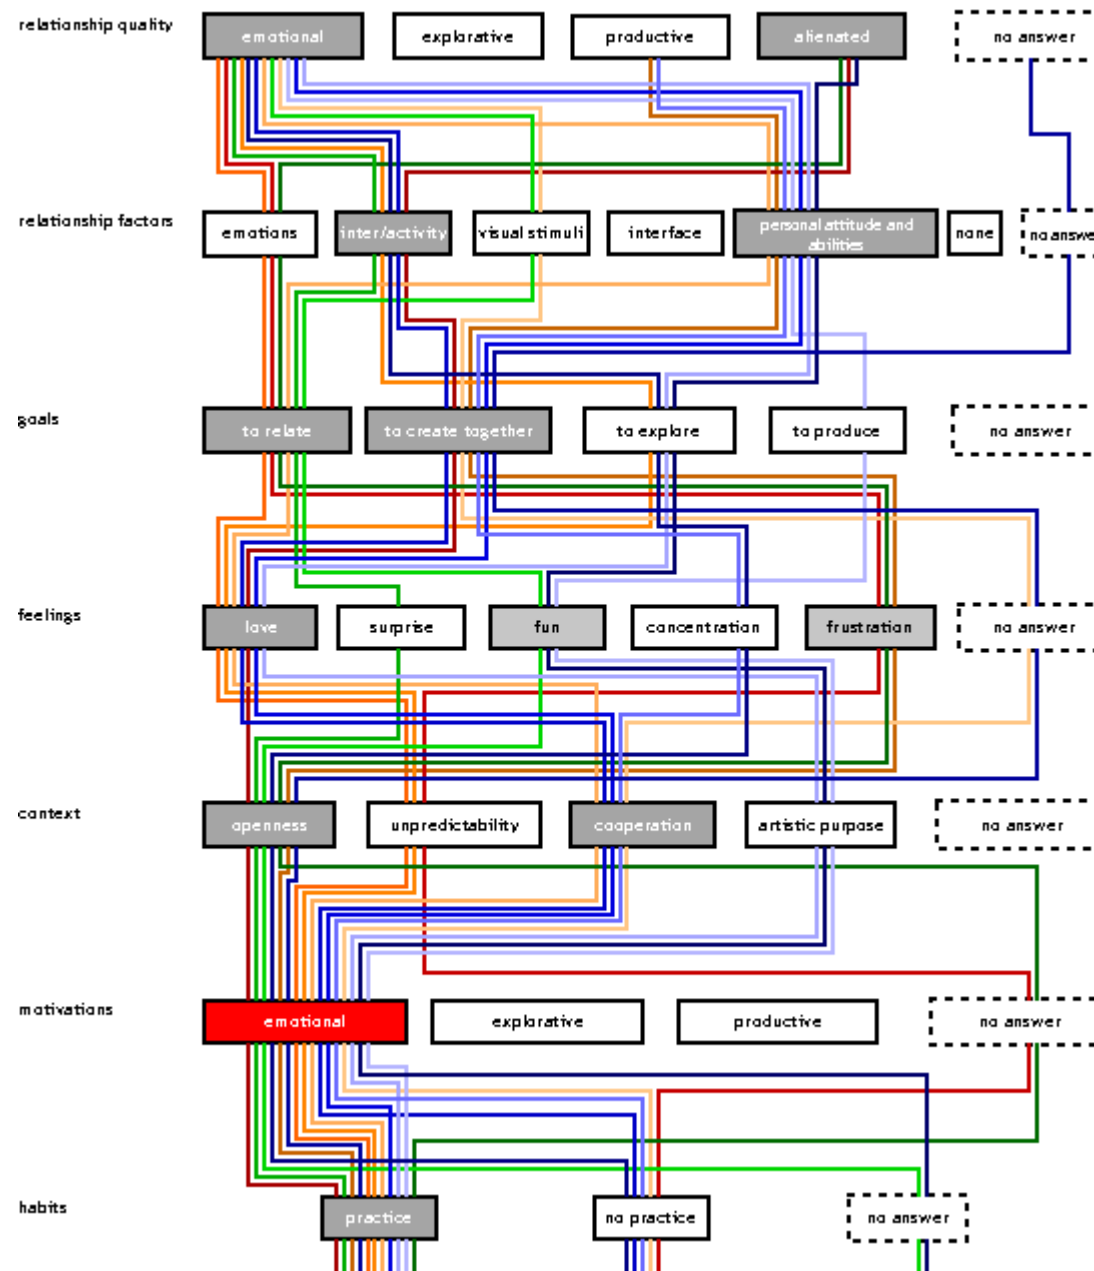 relationship quality
emotional
explorative
productive
alienated
no answer
relationship factors
emotions
inter/activity
visual stimuli
interface
personal attitude and
abilities
none
no answe
goals
to relate
to create together
to explore
to produce
no answer
feelings
love
surprise
fun
concentration
frustration
no answer
context
openness
unpredictability
cooperation
artistic purpose
no answer
motivations
emotional
explorative
productive
no answer
habits
practice
no practice
no answer